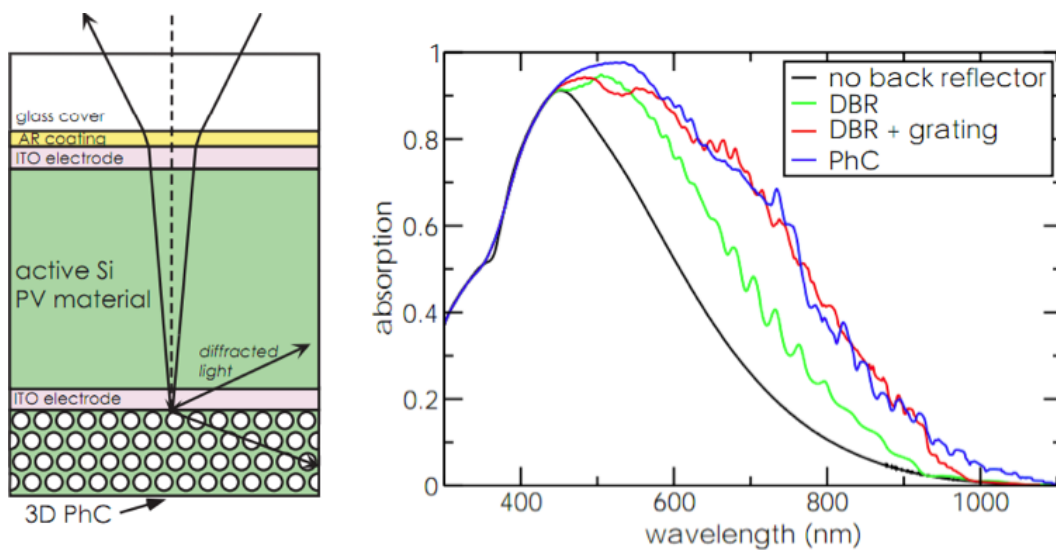 glass cover
AR coating
ITO electrode
active Si
PV material
diffracted
light
ITO electrode
3D PhC
1
0.8
0.6
0.4
0.2
0
absorption
400
600
800
1000
wavelength (nm)
no back reflector
DBR
DBR + grating
PhC